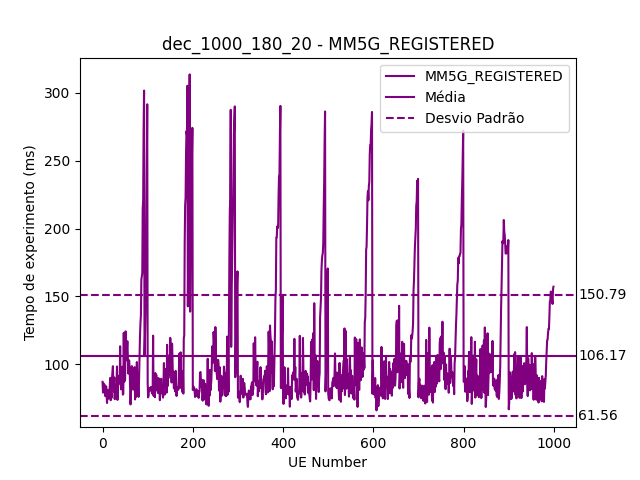 dec_1000_180_20 - MM5G_REGISTERED
MM5G_REGISTERED
Média
Desvio Padrão
Tempo de experimento (ms)
300
250
200
150
100
150.79
106.17
61.56
0
200
400
600
800
1000
UE Number